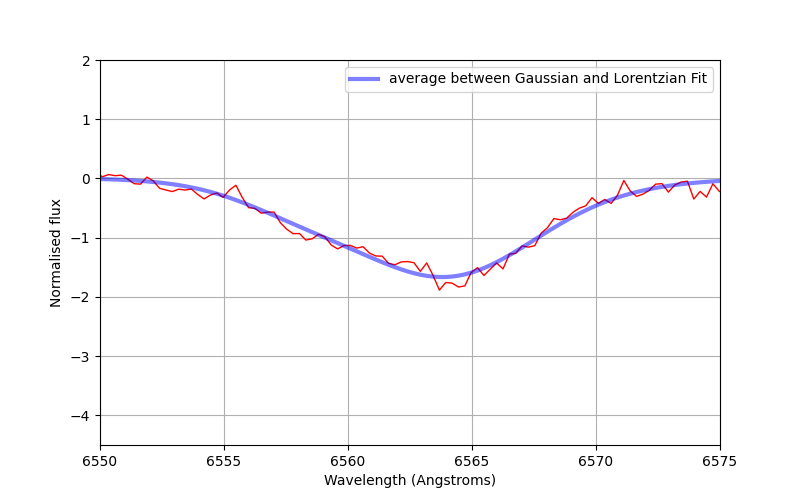 average between Gaussian and Lorentzian Fit
2
1
0
−1
−2
−3
−4
Normalised flux
6550 6555 6560 6565 6570 6575
Wavelength (Angstroms)